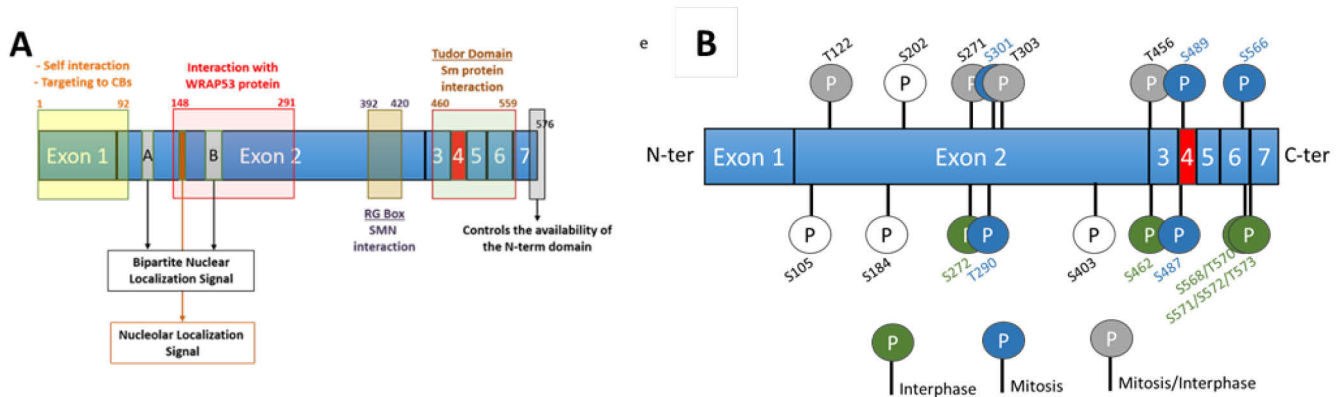 A
- Self interaction
- Targeting to CBs
1 92
Interaction with
WRAP53 protein
148 291
392 420
Tudor Domain
Sm protein
interaction
460 559
576
Exon 1 A B Exon 2 3 4 5 6 7
RG Box
SMN
interaction
Controls the availability of
the N-term domain
Bipartite Nuclear
Localization Signal
Nucleolar Localization
Signal
e
B
T122 S202 S271 S301 T303 T456 S489 S566
P P P P P P P
N-ter Exon 1 Exon 2 3 4 5 6 7 C-ter
P P P P P P P P
S105 S184 S272 T290 S403 S462 S487 S568/T570
S571/S572/T573
P P P
Interphase Mitosis Mitosis/Interphase